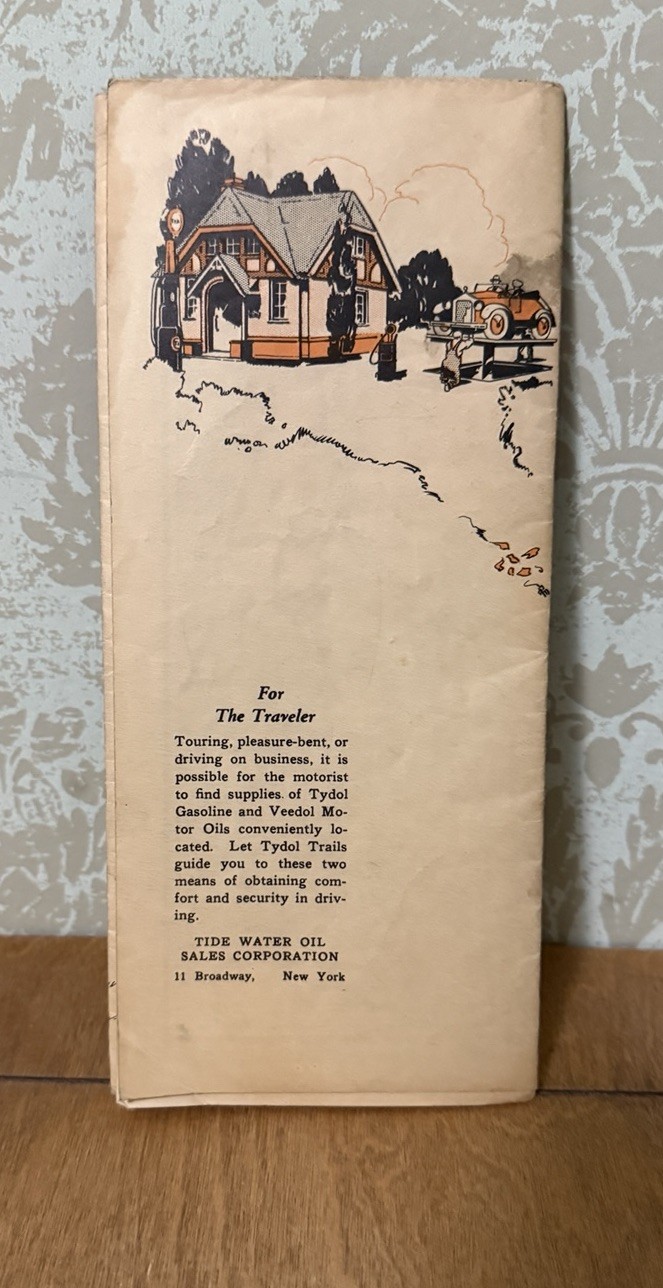 For
The Traveler
Touring, pleasure-bent, or
driving on business, it is
possible for the motorist
to find supplies of Tydol
Gasoline and Veedol Mo-
tor Oils conveniently lo-
cated. Let Tydol Trails
guide you to these two
means of obtaining com-
fort and security in driv-
ing.
TIDE WATER OIL
SALES CORPORATION
11 Broadway, New York